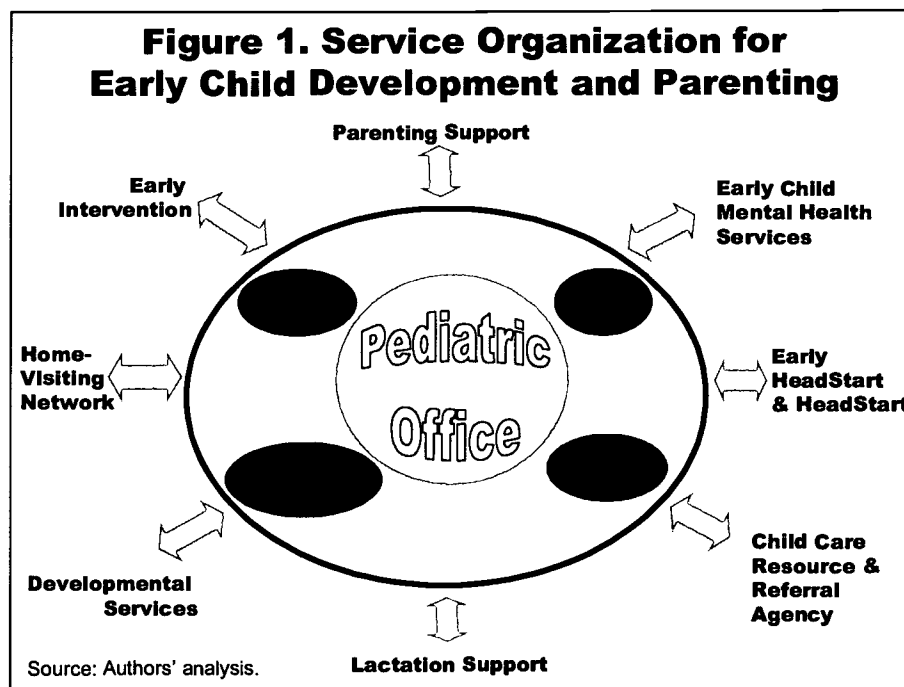 Figure 1. Service Organization for
Early Child Development and Parenting
Parenting Support
Early
Intervention
Early Child
Mental Health
Services
Home-
Visiting
Network
Pediatric
Office
Early
HeadStart
& HeadStart
Developmental
Services
Child Care
Resource &
Referral
Agency
Lactation Support
Source: Authors' analysis.